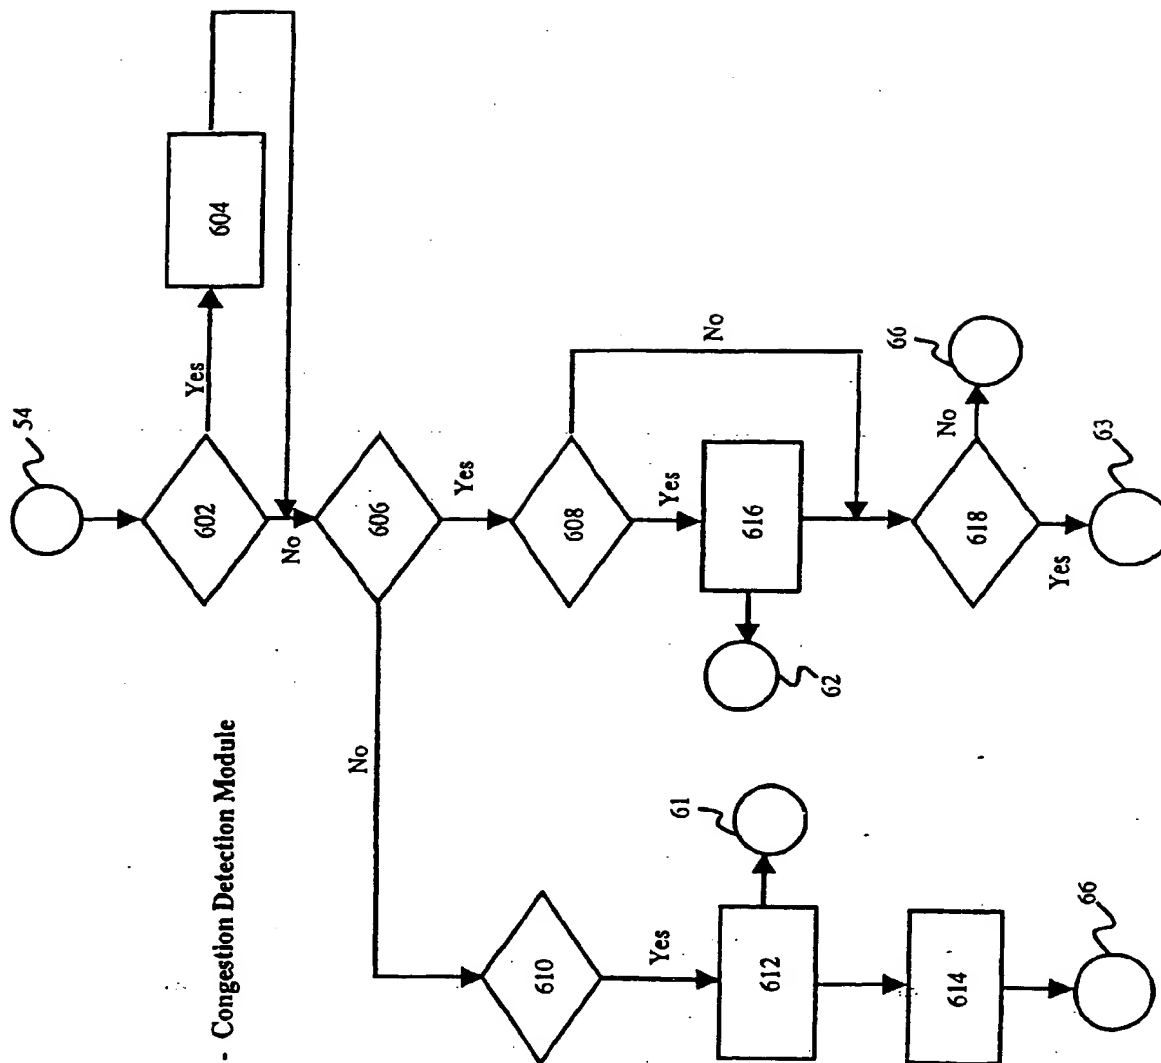 54
602
Yes
604
No
606
Yes
No
608
No
Yes
616
62
618
No
66
Yes
63
- Congestion Detection Module
610
Yes
612
61
614
66